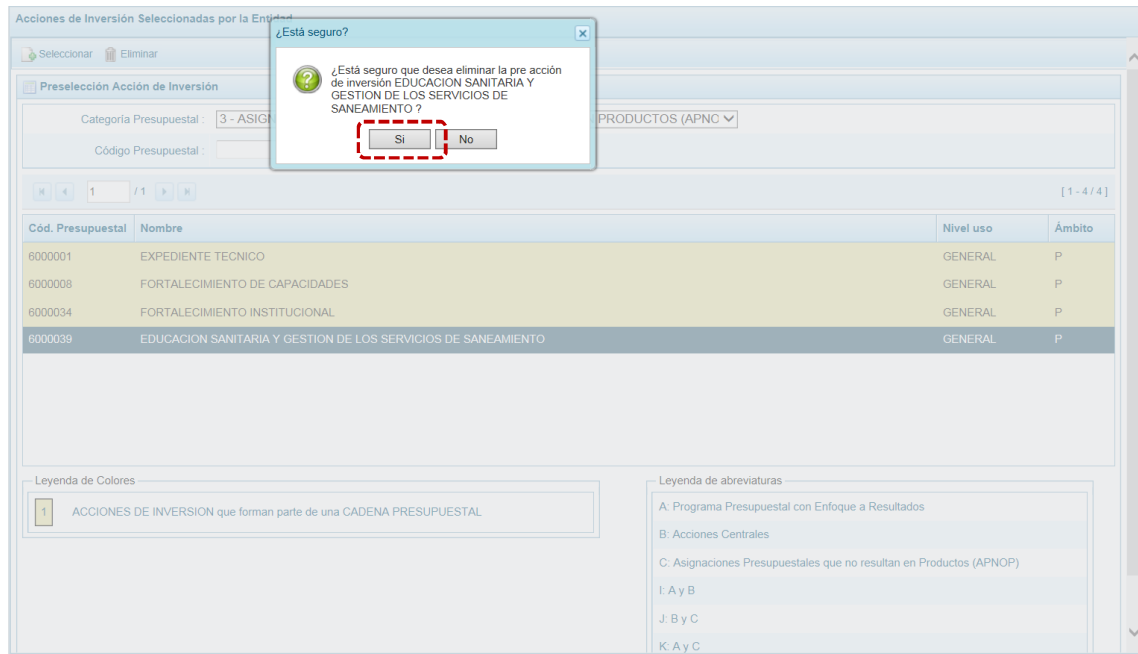 Acciones de Inversión Seleccionadas por la Entidad
¿Está seguro?
Seleccionar Eliminar
¿Está seguro que desea eliminar la pre acción
de inversión EDUCACION SANITARIA Y
GESTION DE LOS SERVICIOS DE
SANEAMIENTO ?
Si No
Preselección Acción de Inversión
Categoría Presupuestal : 3 - ASIG PRODUCTOS (APNC
Código Presupuestal :
1 / 1 [ 1 - 4 / 4 ]
Cód. Presupuestal Nombre Nivel uso Ámbito
6000001 EXPEDIENTE TECNICO GENERAL P
6000008 FORTALECIMIENTO DE CAPACIDADES GENERAL P
6000034 FORTALECIMIENTO INSTITUCIONAL GENERAL P
6000039 EDUCACION SANITARIA Y GESTION DE LOS SERVICIOS DE SANEAMIENTO GENERAL P
Leyenda de Colores
1 ACCIONES DE INVERSION que forman parte de una CADENA PRESUPUESTAL
Leyenda de abreviaturas
A: Programa Presupuestal con Enfoque a Resultados
B: Acciones Centrales
C: Asignaciones Presupuestales que no resultan en Productos (APNOP)
I: A y B
J: B y C
K: A y C